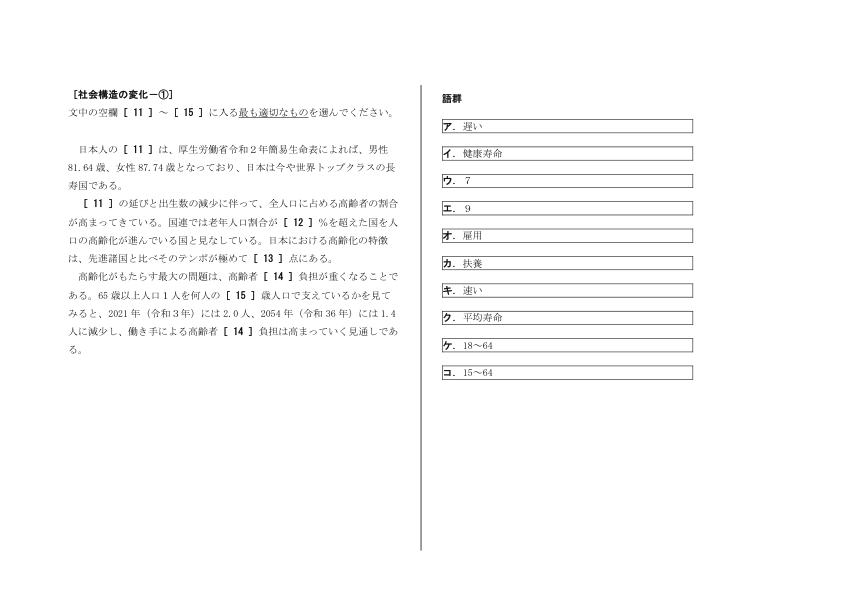 ［社会構造の変化－①］
文中の空欄［ 11 ］～［ 15 ］に入る最も適切なものを選んでください。
日本人の［ 11 ］は、厚生労働省令和２年簡易生命表によれば、男性
81.64 歳、女性 87.74 歳となっており、日本は今や世界トップクラスの長
寿国である。
［ 11 ］の延びと出生数の減少に伴って、全人口に占める高齢者の割合
が高まってきている。国連では老年人口割合が［ 12 ］％を超えた国を人
口の高齢化が進んでいる国と見なしている。日本における高齢化の特徴
は、先進諸国と比べそのテンポが極めて［ 13 ］点にある。
高齢化がもたらす最大の問題は、高齢者［ 14 ］負担が重くなることで
ある。65 歳以上人口 1 人を何人の［ 15 ］歳人口で支えているかを見て
みると、2021 年（令和３年）には 2.0 人、2054 年（令和 36 年）には 1.4
人に減少し、働き手による高齢者［ 14 ］負担は高まっていく見通しであ
る。
語群
ア．遅い
イ．健康寿命
ウ．７
エ．９
オ．雇用
カ．扶養
キ．速い
ク．平均寿命
ケ．18～64
コ．15～64